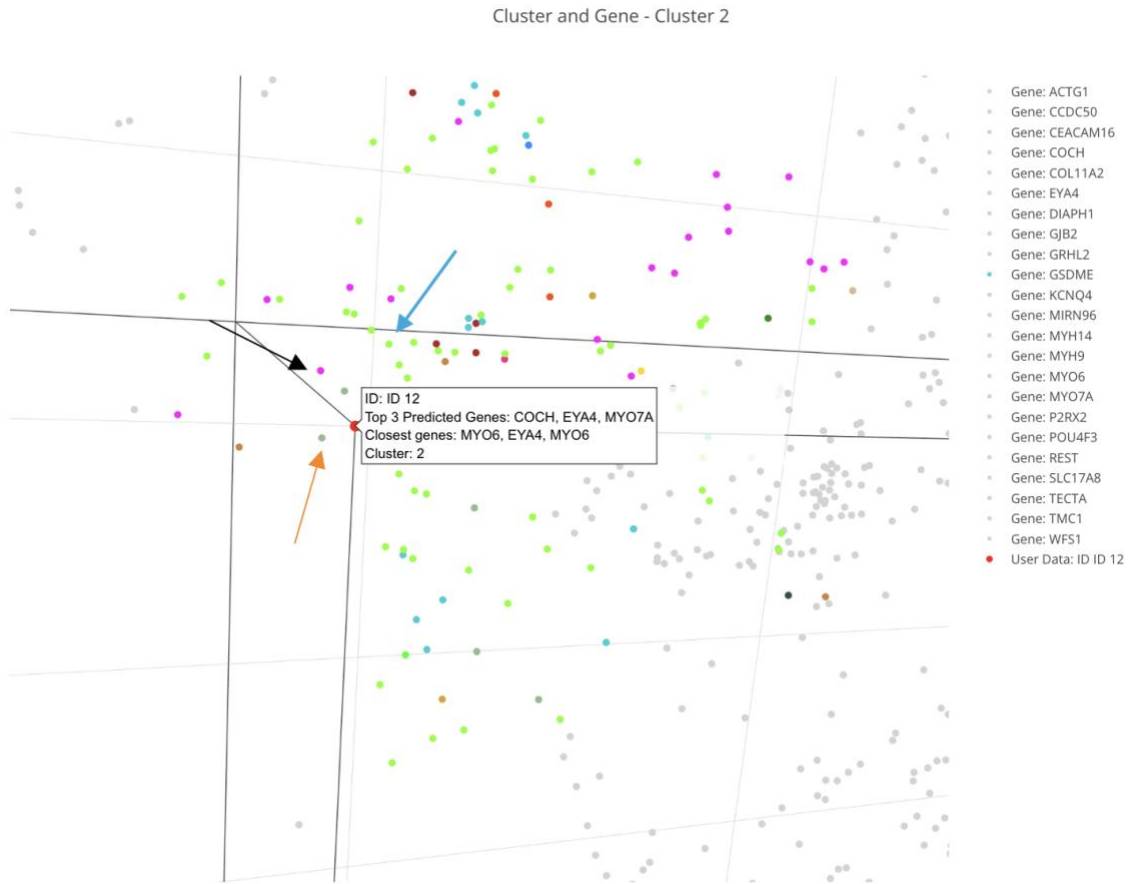 Cluster and Gene - Cluster 2
Gene: ACTG1
Gene: CCDC50
Gene: CEACAM16
Gene: COCH
Gene: COL11A2
Gene: EYA4
Gene: DIAPH1
Gene: GJB2
Gene: GRHL2
Gene: GSDME
Gene: KCNQ4
Gene: MIRN96
Gene: MYH14
Gene: MYH9
Gene: MYO6
Gene: MYO7A
Gene: P2RX2
Gene: POU4F3
Gene: REST
Gene: SLC17A8
Gene: TECTA
Gene: TMC1
Gene: WFS1
User Data: ID ID 12
ID: ID 12
Top 3 Predicted Genes: COCH, EYA4, MYO7A
Closest genes: MYO6, EYA4, MYO6
Cluster: 2